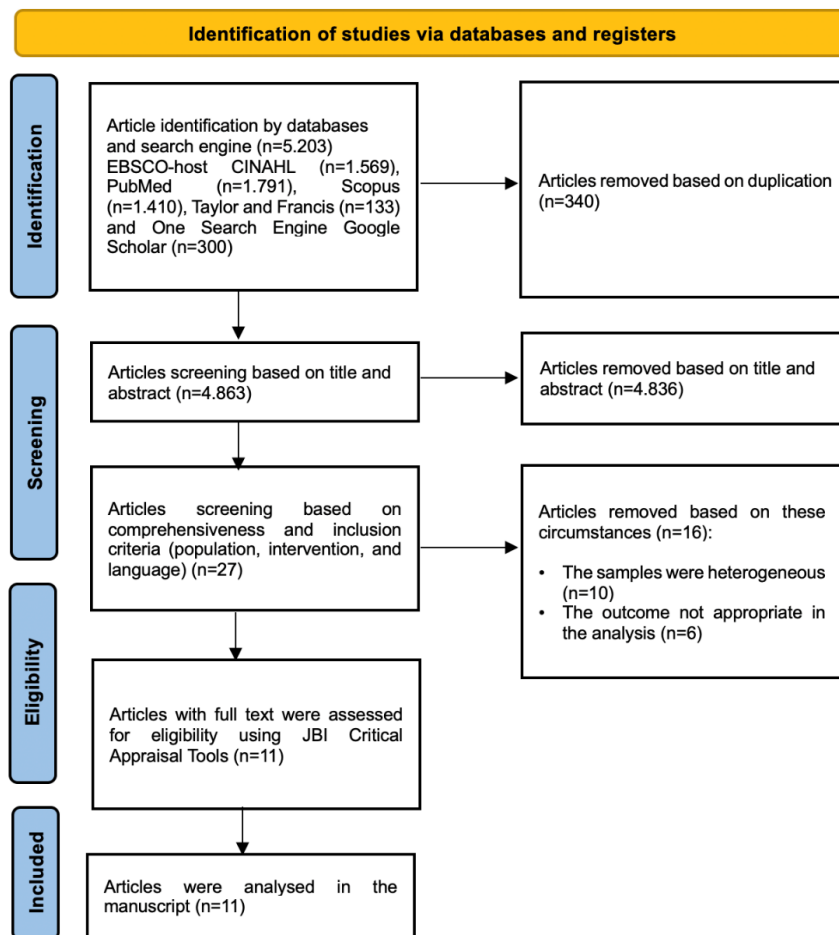 Identification of studies via databases and registers
Identification
Article identification by databases
and search engine (n=5.203)
EBSCO-host CINAHL (n=1.569),
PubMed (n=1.791), Scopus
(n=1.410), Taylor and Francis (n=133)
and One Search Engine Google
Scholar (n=300)
Articles removed based on duplication
(n=340)
Screening
Articles screening based on title and
abstract (n=4.863)
Articles removed based on title and
abstract (n=4.836)
Articles screening based on
comprehensiveness and inclusion
criteria (population, intervention, and
language) (n=27)
Articles removed based on these
circumstances (n=16):
• The samples were heterogeneous
(n=10)
• The outcome not appropriate in
the analysis (n=6)
Eligibility
Articles with full text were assessed
for eligibility using JBI Critical
Appraisal Tools (n=11)
Included
Articles were analysed in the
manuscript (n=11)